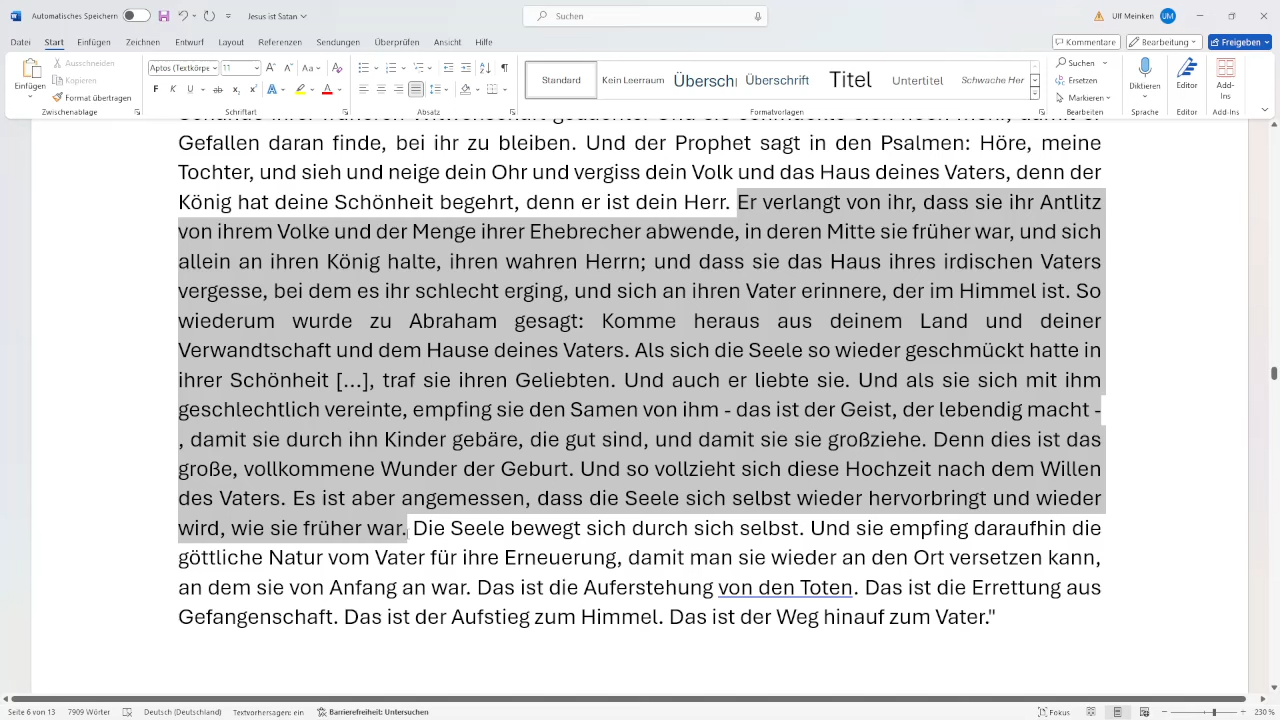 Automatisches Speichern
Jesus ist Satan
Suchen
Ulf Meinken
UM
Datei Start Einfügen Zeichnen Entwurf Layout Referenzen Sendungen Überprüfen Ansicht Hilfe
Kommentare Bearbeitung Freigeben
Einfügen
Ausschneiden
Kopieren
Format übertragen
Zwischenablage
Aptos (Textkörpe 11
F K U
Schriftart
Absatz
Standard Kein Leerraum Übersch Überschrift Titel Untertitel Schwache Her
Formatvorlagen
Suchen
Ersetzen
Markieren
Bearbeiten
Diktieren
Sprache
Editor
Editor
Add-Ins
Add-Ins
Gefallen daran finde, bei ihr zu bleiben. Und der Prophet sagt in den Psalmen: Höre, meine
Tochter, und sieh und neige dein Ohr und vergiss dein Volk und das Haus deines Vaters, denn der
König hat deine Schönheit begehrt, denn er ist dein Herr. Er verlangt von ihr, dass sie ihr Antlitz
von ihrem Volke und der Menge ihrer Ehebrecher abwende, in deren Mitte sie früher war, und sich
allein an ihren König halte, ihren wahren Herrn; und dass sie das Haus ihres irdischen Vaters
vergesse, bei dem es ihr schlecht erging, und sich an ihren Vater erinnere, der im Himmel ist. So
wiederum wurde zu Abraham gesagt: Komme heraus aus deinem Land und deiner
Verwandtschaft und dem Hause deines Vaters. Als sich die Seele so wieder geschmückt hatte in
ihrer Schönheit [...], traf sie ihren Geliebten. Und auch er liebte sie. Und als sie sich mit ihm
geschlechtlich vereinte, empfing sie den Samen von ihm - das ist der Geist, der lebendig macht -
, damit sie durch ihn Kinder gebäre, die gut sind, und damit sie sie großziehe. Denn dies ist das
große, vollkommene Wunder der Geburt. Und so vollzieht sich diese Hochzeit nach dem Willen
des Vaters. Es ist aber angemessen, dass die Seele sich selbst wieder hervorbringt und wieder
wird, wie sie früher war. Die Seele bewegt sich durch sich selbst. Und sie empfing daraufhin die
göttliche Natur vom Vater für ihre Erneuerung, damit man sie wieder an den Ort versetzen kann,
an dem sie von Anfang an war. Das ist die Auferstehung von den Toten. Das ist die Errettung aus
Gefangenschaft. Das ist der Aufstieg zum Himmel. Das ist der Weg hinauf zum Vater."
Seite 6 von 13 7909 Wörter Deutsch (Deutschland) Textvorhersagen: ein Barrierefreiheit: Untersuchen Fokus 230 %